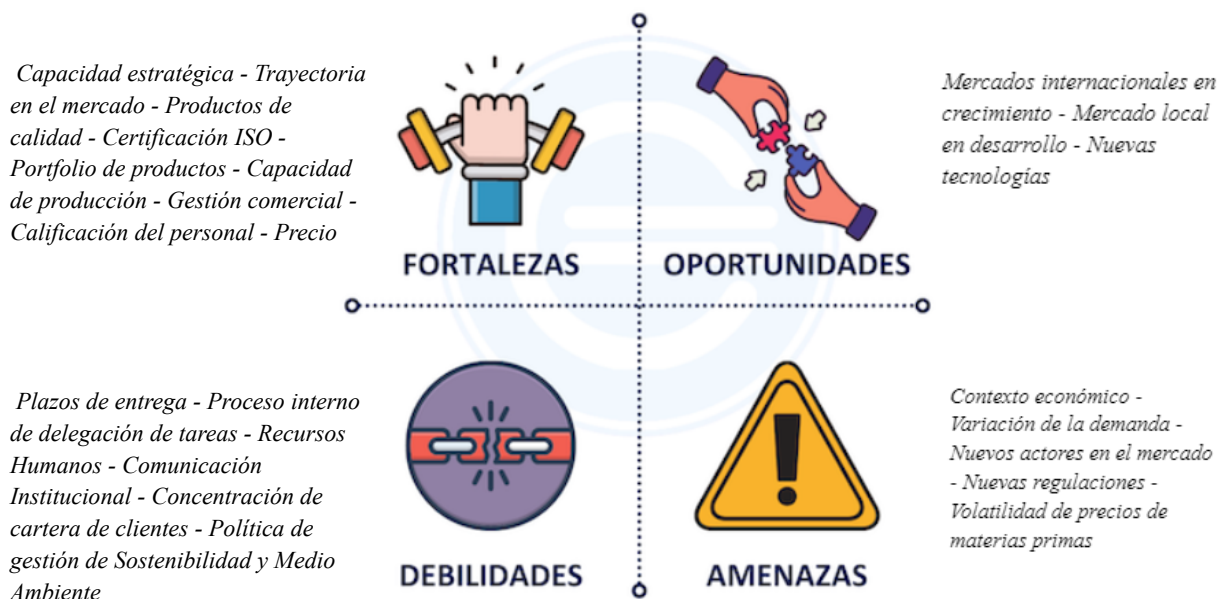 Capacidad estratégica - Trayectoria
en el mercado - Productos de
calidad - Certificación ISO -
Portfolio de productos - Capacidad
de producción - Gestión comercial -
Calificación del personal - Precio
FORTALEZAS
Mercados internacionales en
crecimiento - Mercado local
en desarrollo - Nuevas
tecnologías
OPORTUNIDADES
Plazos de entrega - Proceso interno
de delegación de tareas - Recursos
Humanos - Comunicación
Institucional - Concentración de
cartera de clientes - Política de
gestión de Sostenibilidad y Medio
Ambiente
DEBILIDADES
Contexto económico -
Variación de la demanda -
Nuevos actores en el mercado
- Nuevas regulaciones -
Volatilidad de precios de
materias primas
AMENAZAS